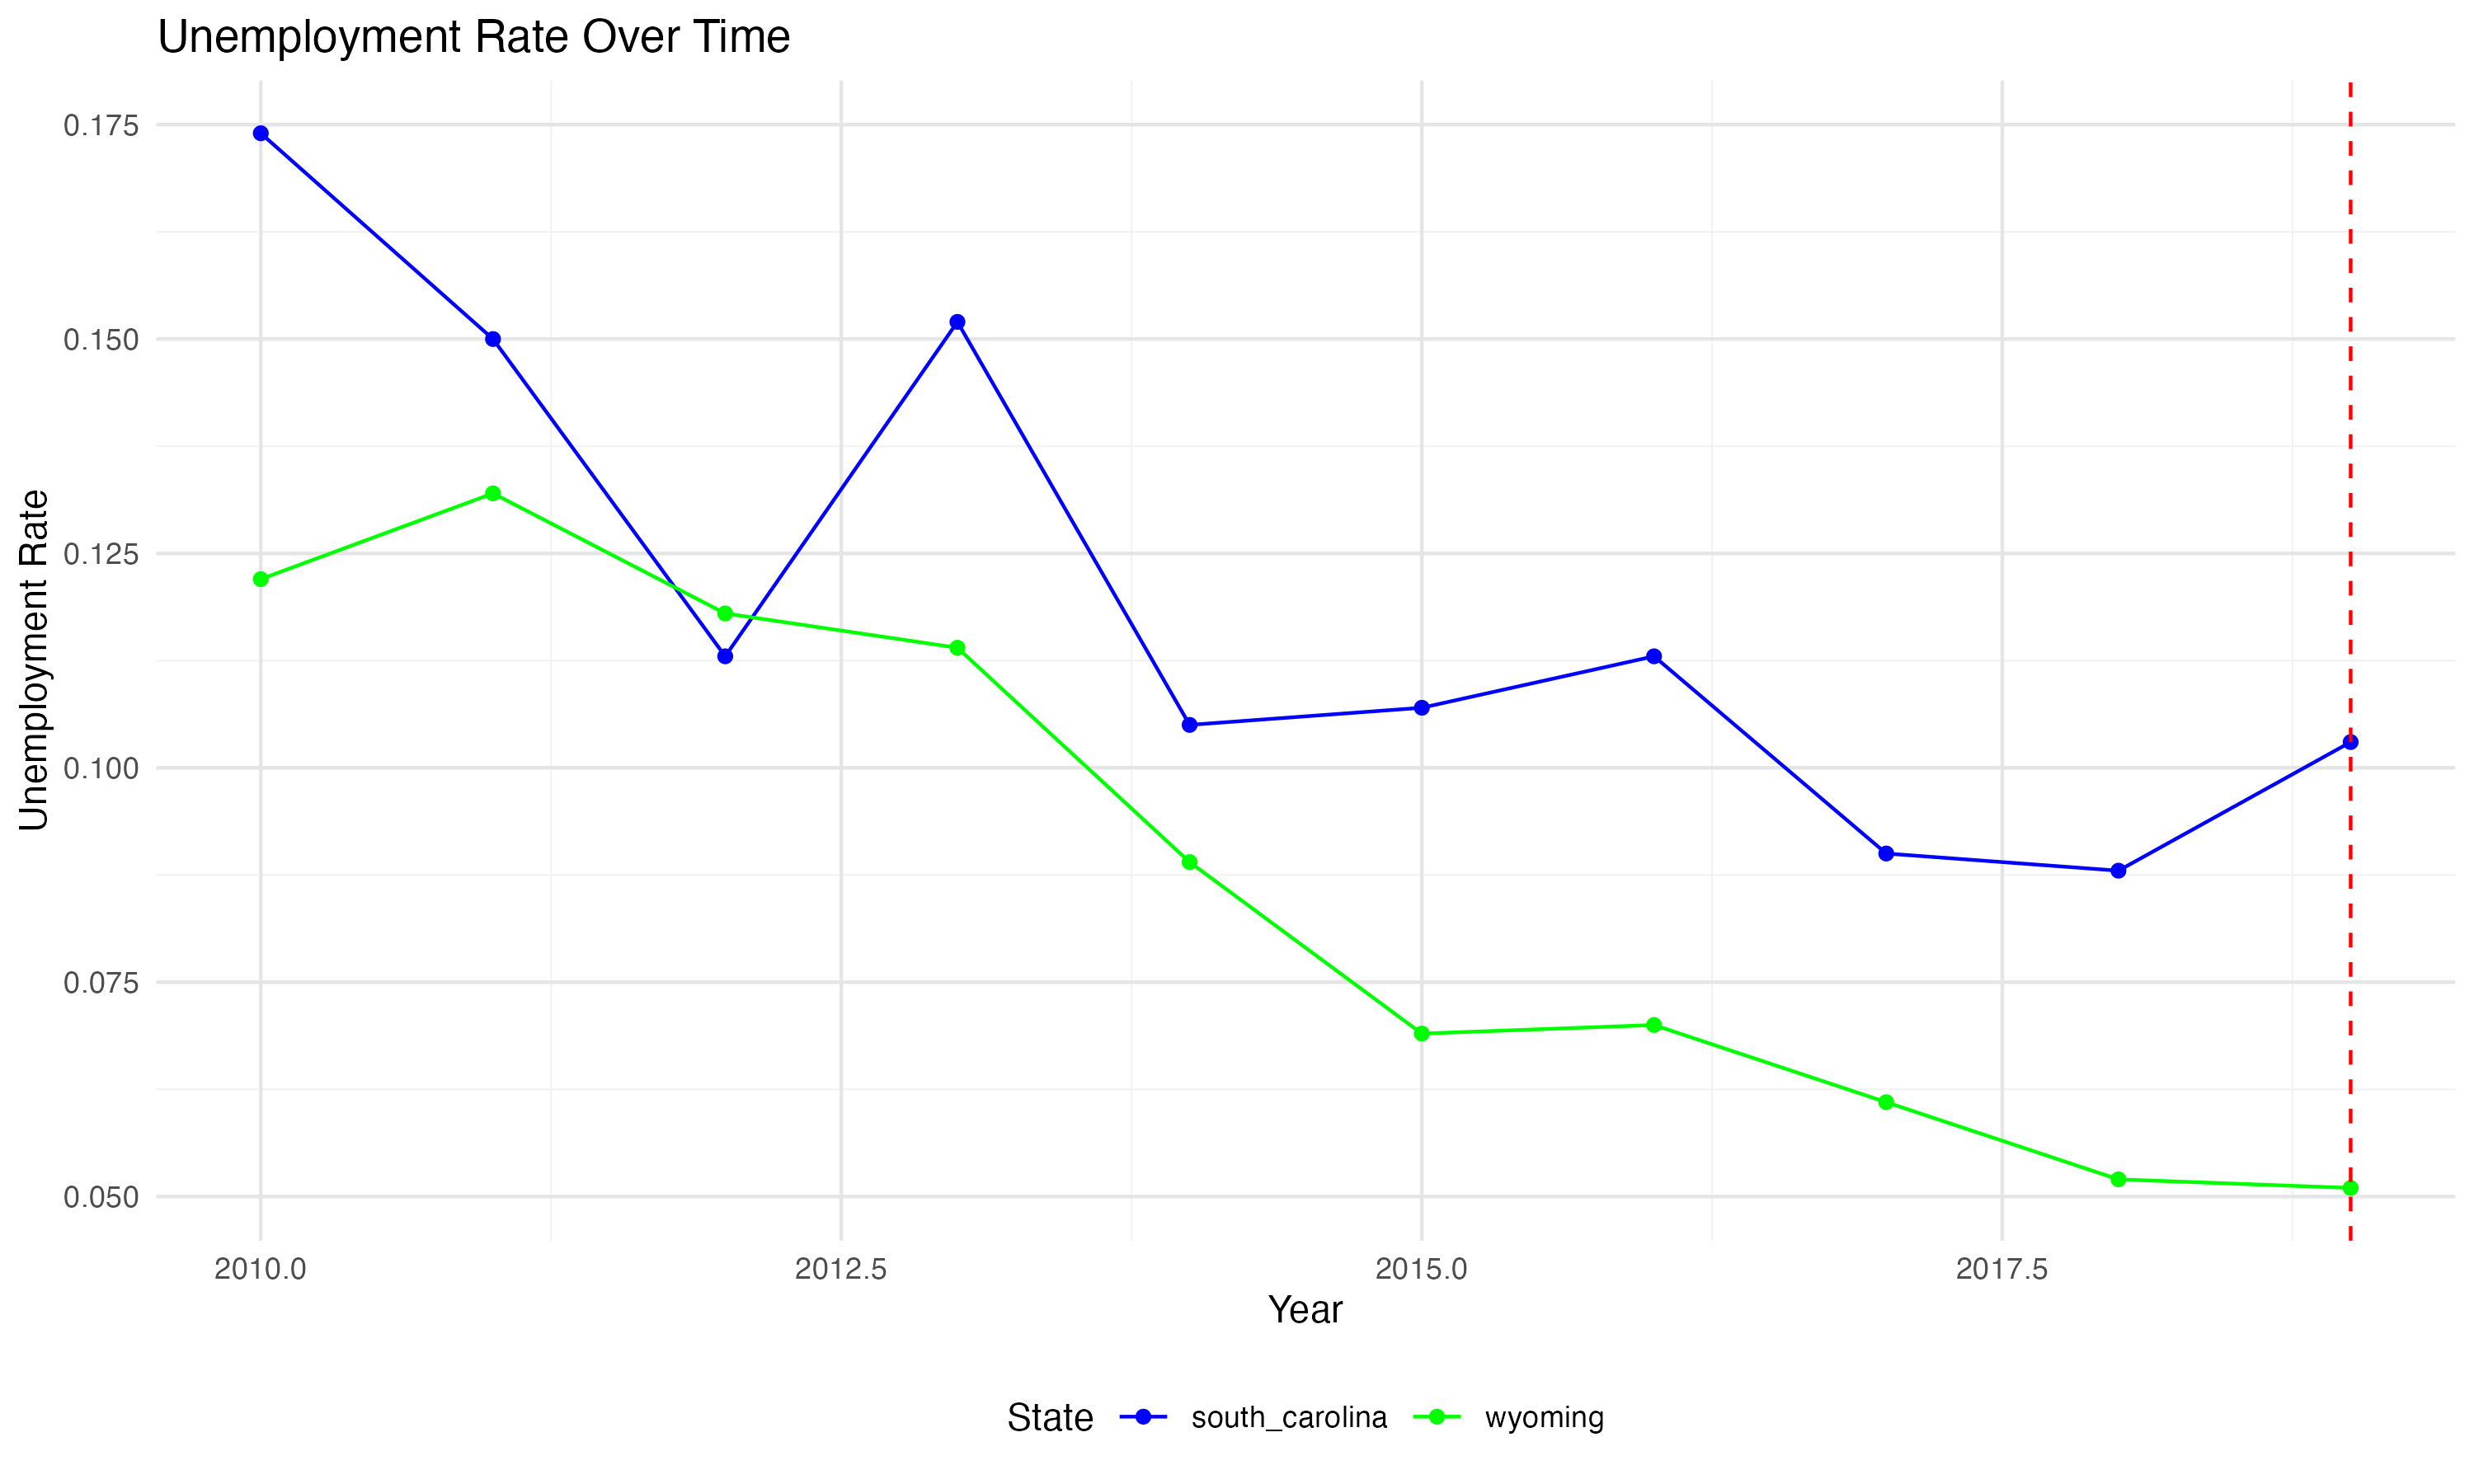 Unemployment Rate Over Time
Unemployment Rate
0.175
0.150
0.125
0.100
0.075
0.050
2010.0 2012.5 2015.0 2017.5
Year
State south_carolina wyoming